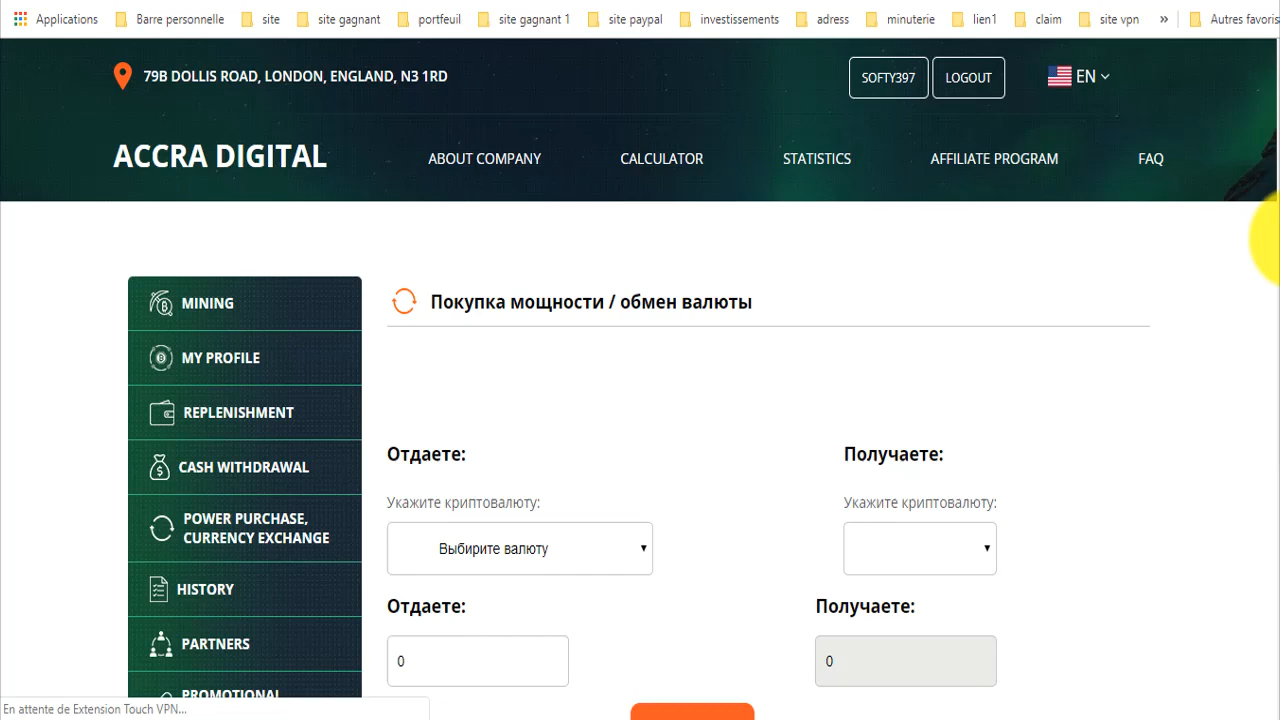 Applications Barre personnelle site site gagnant portfeuil site gagnant 1 site paypal investissements adress minuterie lien1 claim site vpn » Autres favoris
79B DOLLIS ROAD, LONDON, ENGLAND, N3 1RD
SOFTY397 LOGOUT EN
ACCRA DIGITAL ABOUT COMPANY CALCULATOR STATISTICS AFFILIATE PROGRAM FAQ
MINING
MY PROFILE
REPLENISHMENT
CASH WITHDRAWAL
POWER PURCHASE,
CURRENCY EXCHANGE
HISTORY
PARTNERS
PROMOTIONAL
Покупка мощности / обмен валюты
Отдаете: Получаете:
Укажите криптовалюту: Укажите криптовалюту:
Выбирите валюту
Отдаете: Получаете:
0 0
En attente de Extension Touch VPN...